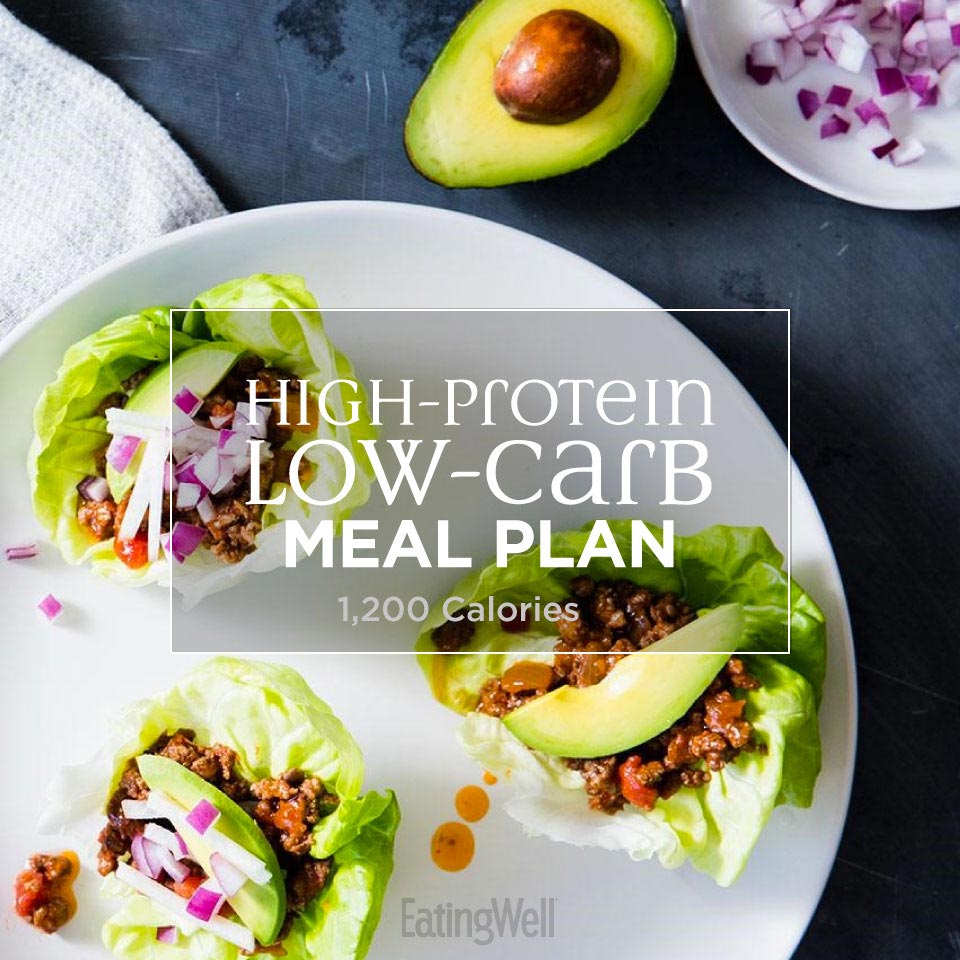 HIGH-PROTEIN
LOW-CARB
MEAL PLAN
1,200 Calories
EatingWell